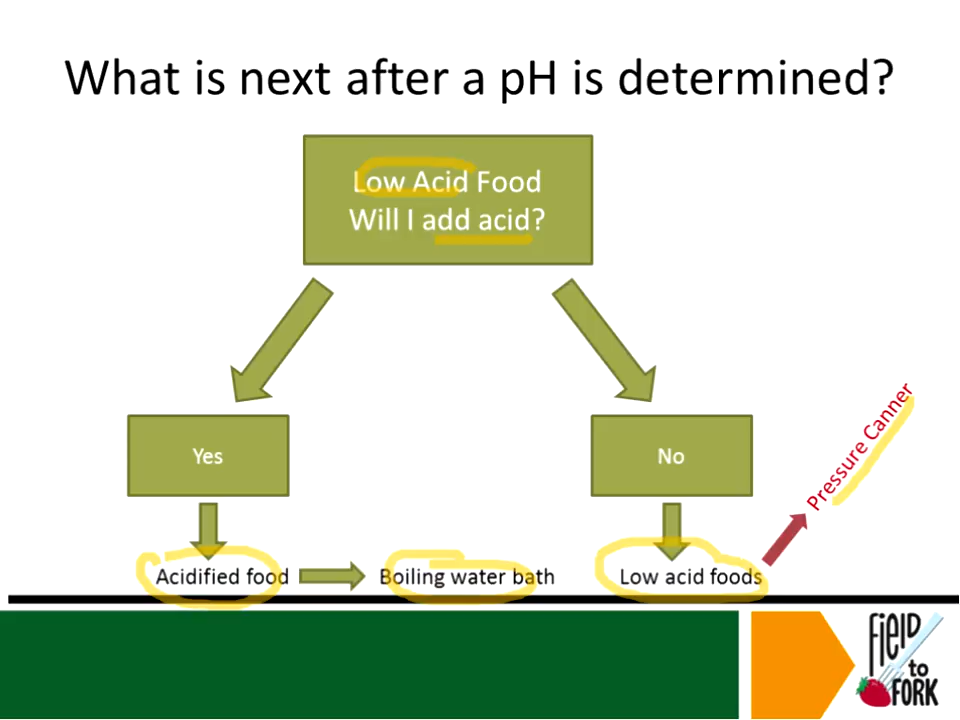 What is next after a pH is determined?
Low Acid Food
Will I add acid?
Yes
No
Pressure Canner
Acidified food
Boiling water bath
Low acid foods
FIELD
to
FORK